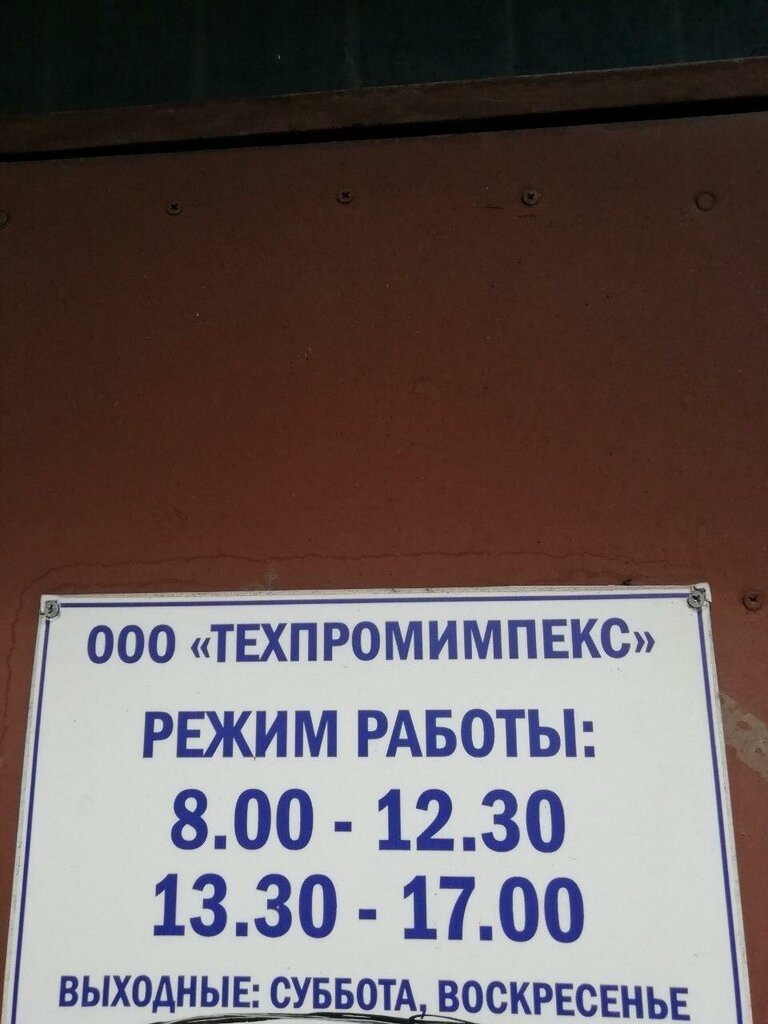 ООО «ТЕХПРОМИМПЕКС»
РЕЖИМ РАБОТЫ:
8.00 - 12.30
13.30 - 17.00
ВЫХОДНЫЕ: СУББОТА, ВОСКРЕСЕНЬЕ